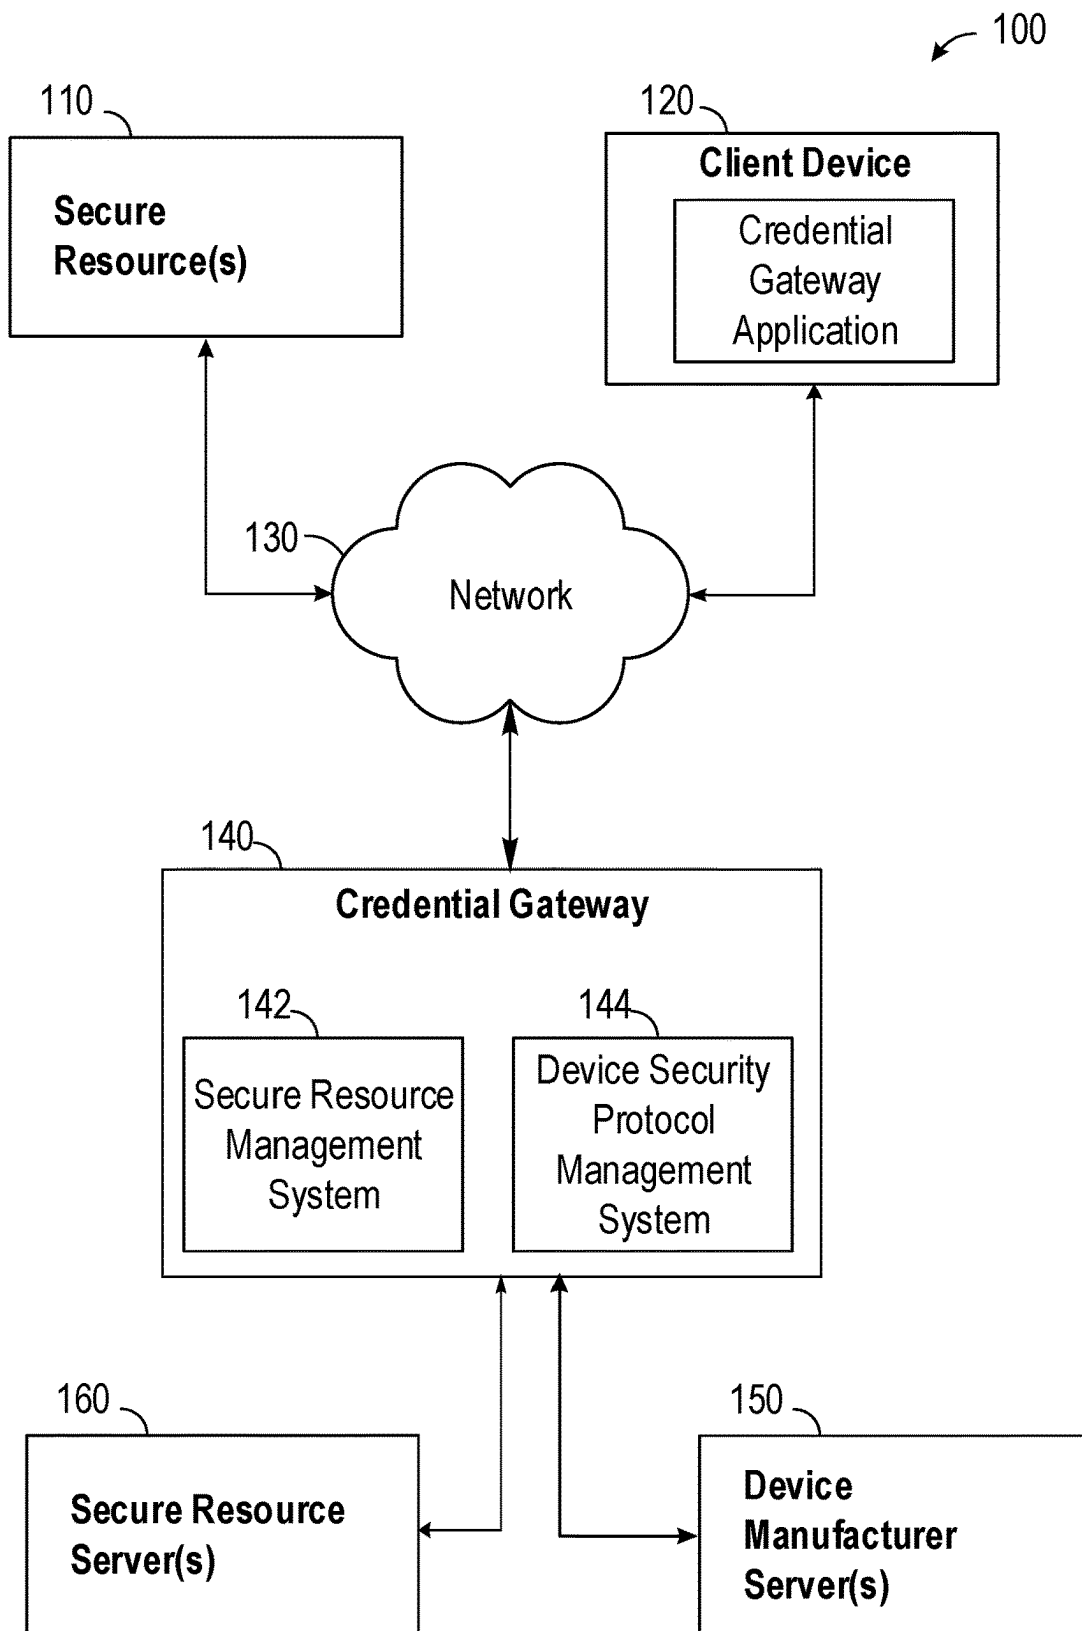 100
110
120
Secure
Resource(s)
Client Device
Credential
Gateway
Application
130
Network
140
Credential Gateway
142
144
Secure Resource
Management
System
Device Security
Protocol
Management
System
160
150
Secure Resource
Server(s)
Device
Manufacturer
Server(s)